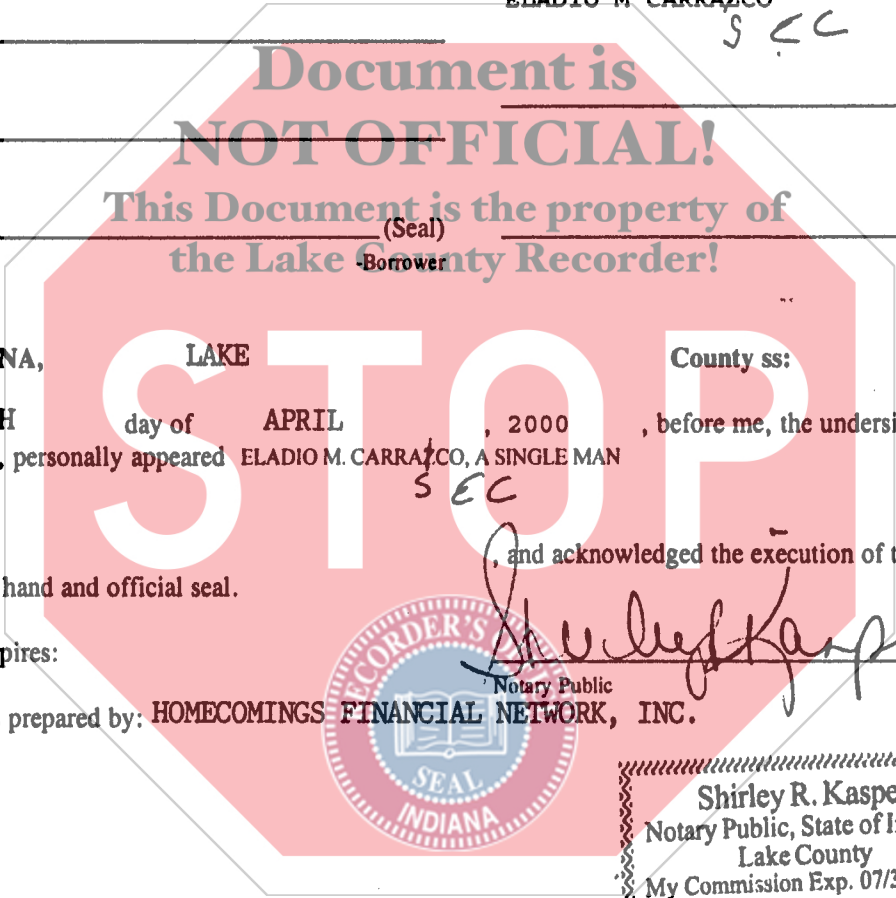 ELADIO M CARRAZCO
S EC
Document is
NOT OFFICIAL!
This Document is the property of
(Seal)
the Lake County Recorder!
-Borrower
STOP
NA, LAKE County ss:
H day of APRIL , 2000 , before me, the undersi
, personally appeared ELADIO M. CARRAZCO, A SINGLE MAN
S EC
, and acknowledged the execution of t
hand and official seal.
pires:
Notary Public
prepared by: HOMECOMINGS FINANCIAL NETWORK, INC.
RECORDER'S OFFICE
SEAL
INDIANA
Shirley R. Kaspe
Notary Public, State of I
Lake County
My Commission Exp. 07/3